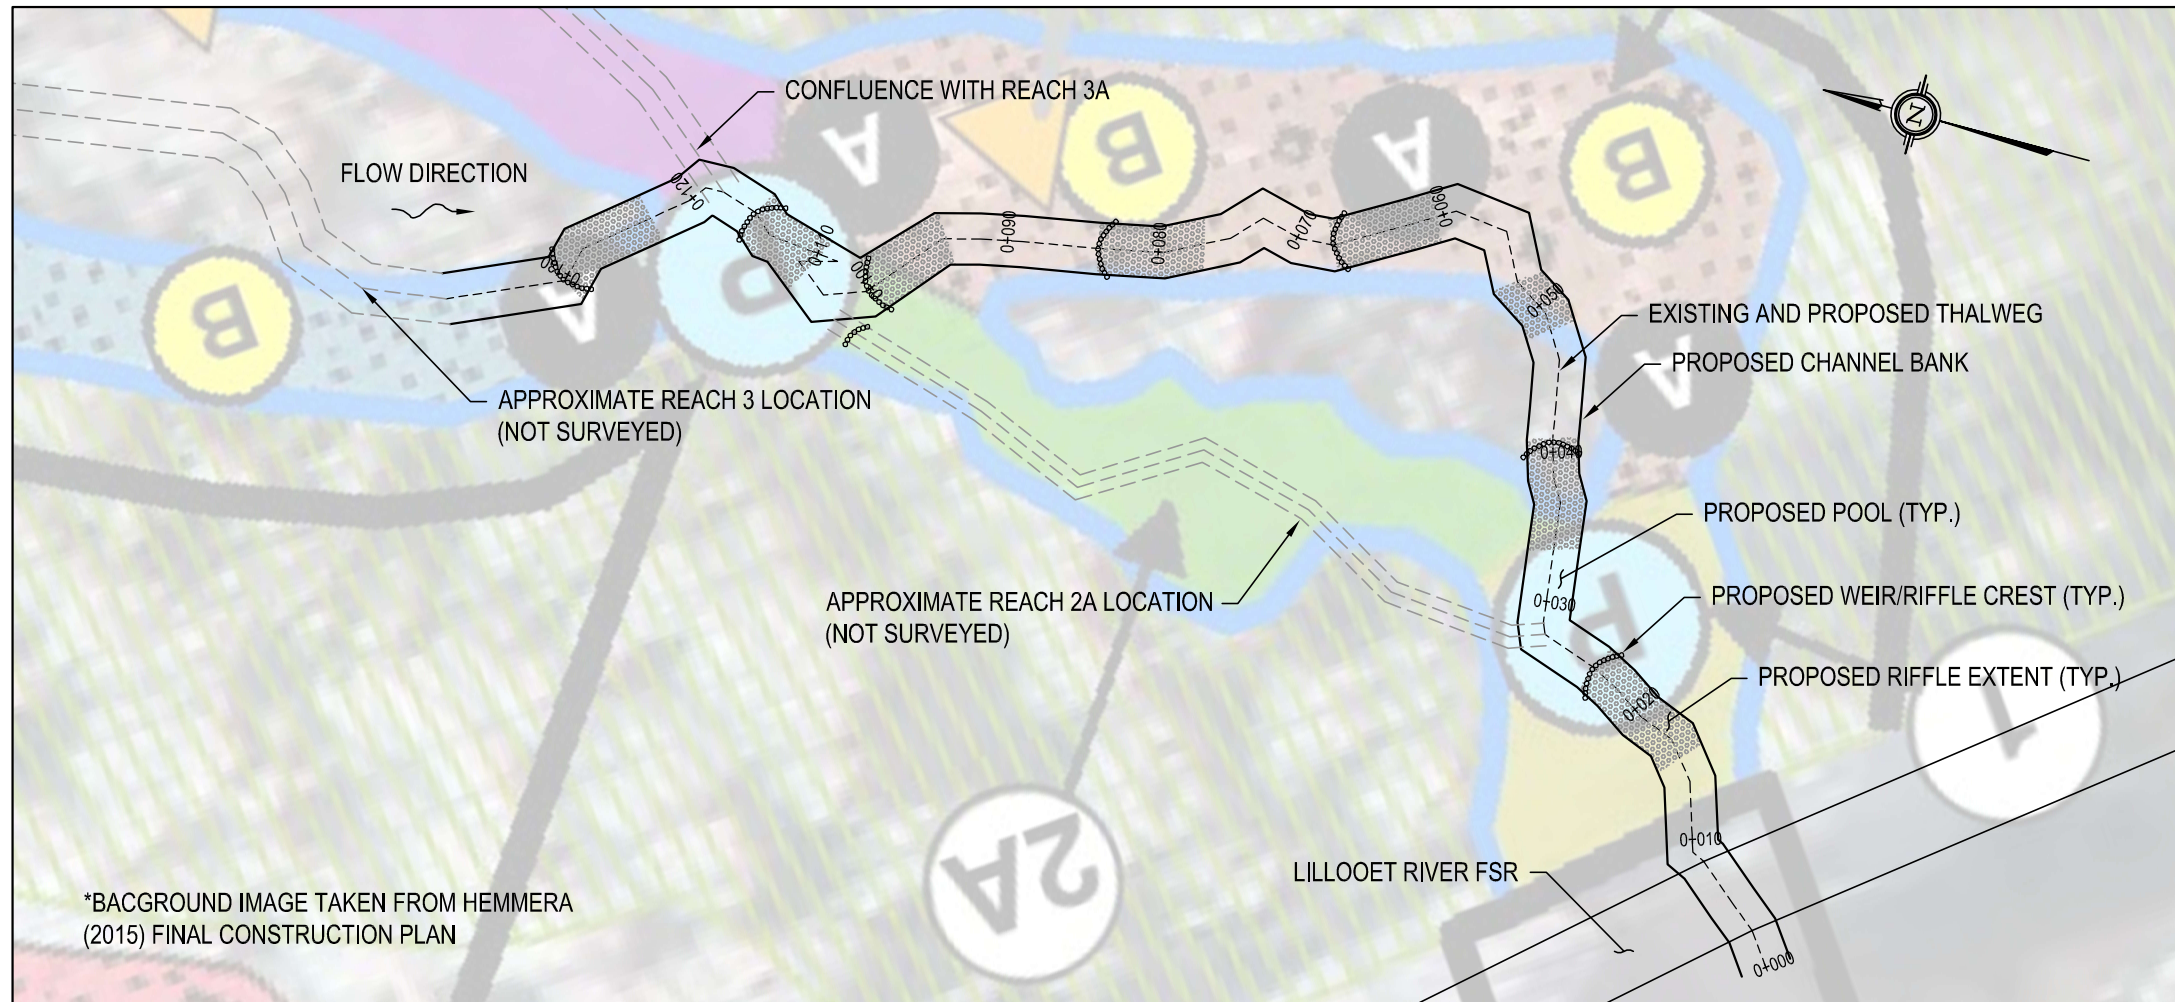 CONFLUENCE WITH REACH 3A
FLOW DIRECTION
N
A
B
A
B
0+120
0+110
0+090
0+080
0+070
0+060
0+050
B
A
P
EXISTING AND PROPOSED THALWEG
PROPOSED CHANNEL BANK
A
APPROXIMATE REACH 3 LOCATION
(NOT SURVEYED)
0+040
PROPOSED POOL (TYP.)
APPROXIMATE REACH 2A LOCATION
(NOT SURVEYED)
0+030
P
PROPOSED WEIR/RIFFLE CREST (TYP.)
PROPOSED RIFFLE EXTENT (TYP.)
0+020
1
0+010
2A
LILLOOET RIVER FSR
*BACGROUND IMAGE TAKEN FROM HEMMERA
(2015) FINAL CONSTRUCTION PLAN
0+000